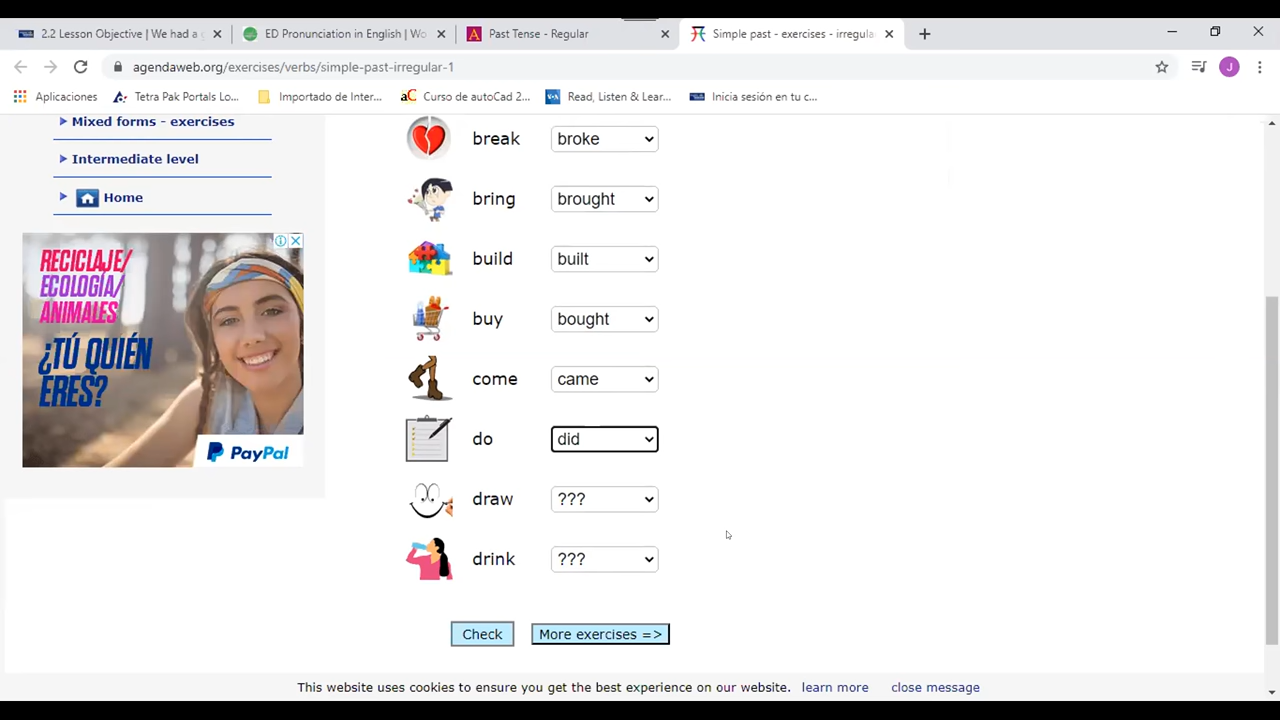 2.2 Lesson Objective | We had a g
ED Pronunciation in English | Wo
Past Tense - Regular
Simple past - exercises - irregula
agendaweb.org/exercises/verbs/simple-past-irregular-1
J
Aplicaciones
Tetra Pak Portals Lo...
Importado de Inter...
Curso de autoCad 2...
Read, Listen & Lear...
Inicia sesión en tu c...
Mixed forms - exercises
Intermediate level
Home
RECICLAJE/
ECOLOGÍA/
ANIMALES
¿TÚ QUIÉN
ERES?
PayPal
break broke
bring brought
build built
buy bought
come came
do did
draw ???
drink ???
Check More exercises =>
This website uses cookies to ensure you get the best experience on our website. learn more close message